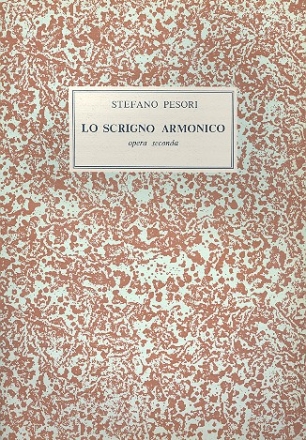 STEFANO PESORI
LO SCRIGNO ARMONICO
opera seconda